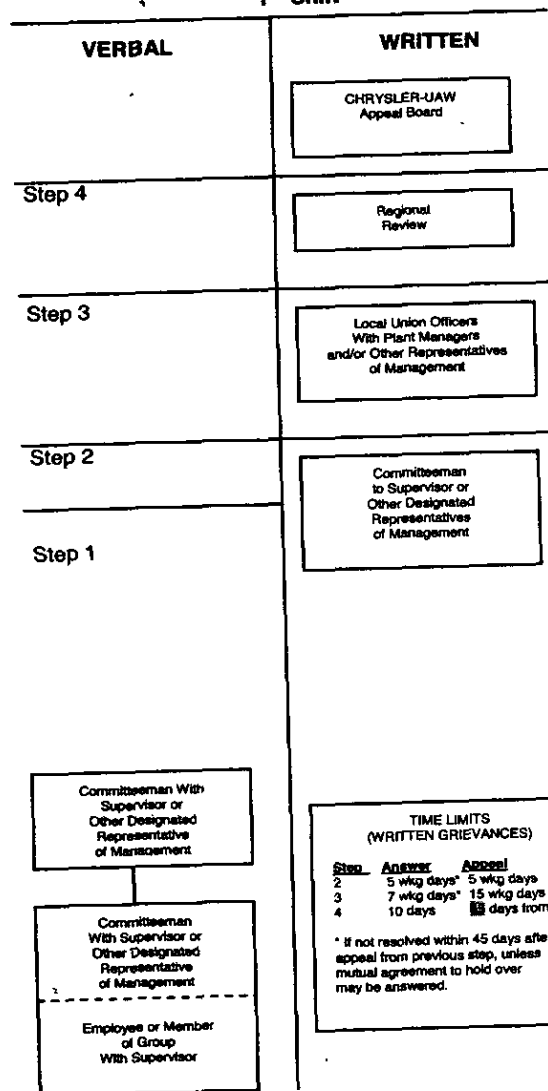 VERBAL
WRITTEN
CHRYSLER-UAW
Appeal Board
Step 4
Regional
Review
Step 3
Local Union Officers
With Plant Managers
and/or Other Representatives
of Management
Step 2
Committeeman
to Supervisor or
Other Designated
Representatives
of Management
Step 1
Committeeman With
Supervisor or
Other Designated
Representative
of Management
Committeeman
With Supervisor or
Other Designated
Representative
of Management
Employee or Member
of Group
With Supervisor
TIME LIMITS
(WRITTEN GRIEVANCES)
Step Answer Appeal
2 5 wkg days* 5 wkg days
3 7 wkg days* 15 wkg days
4 10 days days from
* If not resolved within 45 days afte
appeal from previous step, unless
mutual agreement to hold over
may be answered.